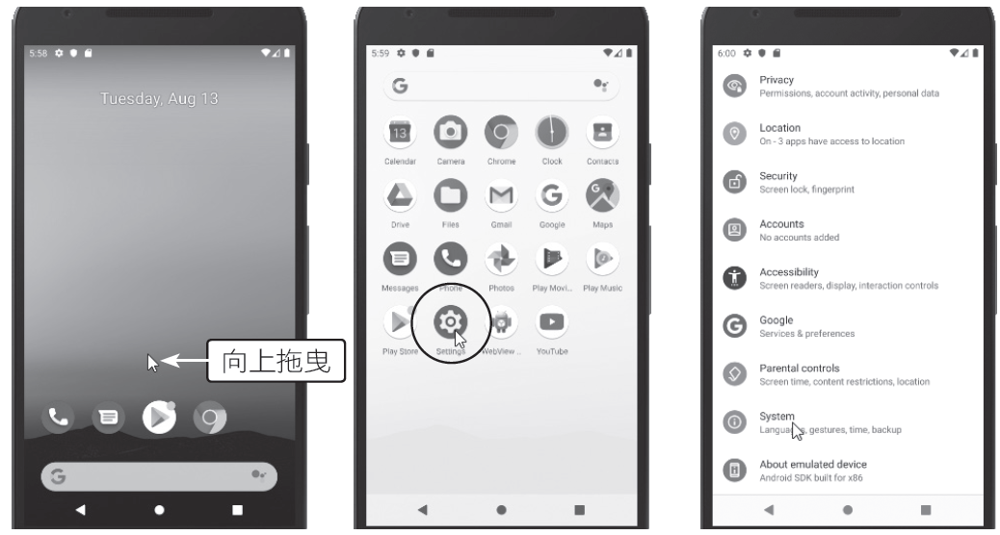 5:58
Tuesday, Aug 13
向上拖曳
G
5:59
G
13
Calendar
Camera
Chrome
Clock
Contacts
Drive
Files
Gmail
Google
Maps
Messages
Phone
Photos
Play Movi...
Play Music
Play Store
Settings
WebView ...
YouTube
6:00
Privacy
Permissions, account activity, personal data
Location
On - 3 apps have access to location
Security
Screen lock, fingerprint
Accounts
No accounts added
Accessibility
Screen readers, display, interaction controls
Google
Services & preferences
Parental controls
Screen time, content restrictions, location
System
Languages, gestures, time, backup
About emulated device
Android SDK built for x86